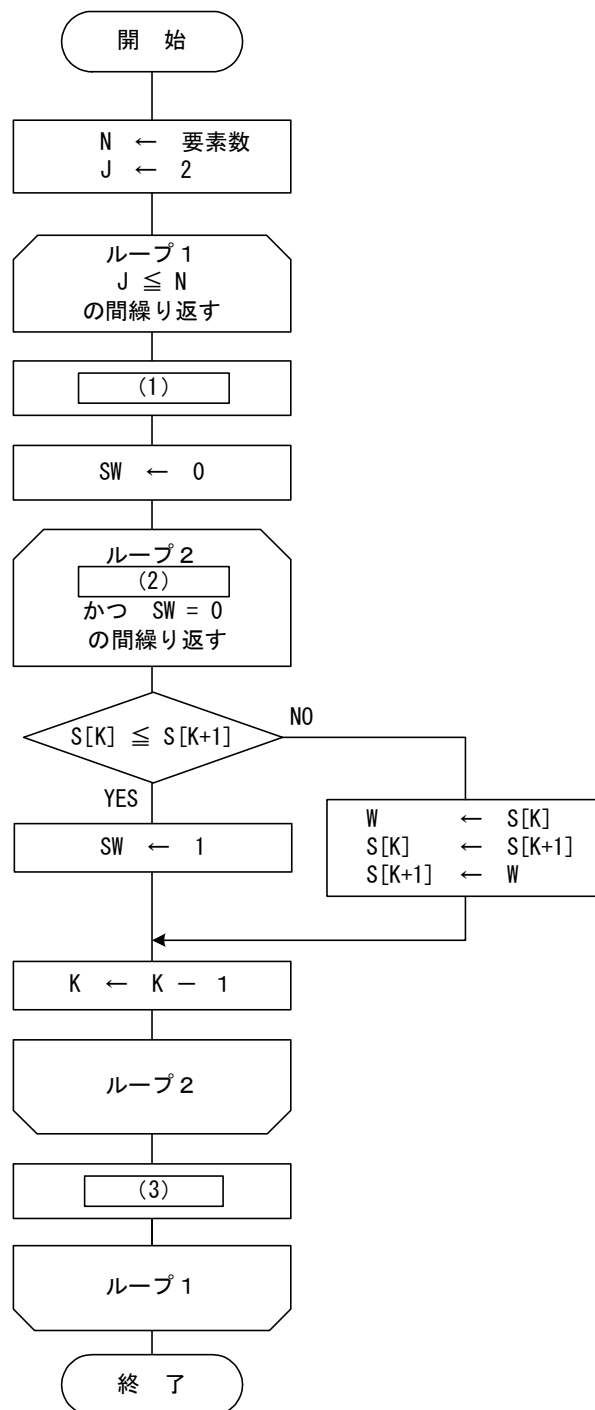 開 始
N ← 要素数
J ← 2
ループ1
J ≦ N
の間繰り返す
(1)
SW ← 0
ループ2
(2)
かつ SW = 0
の間繰り返す
S[K] ≦ S[K+1]
NO
YES
W ← S[K]
S[K] ← S[K+1]
S[K+1] ← W
SW ← 1
K ← K − 1
ループ2
(3)
ループ1
終 了